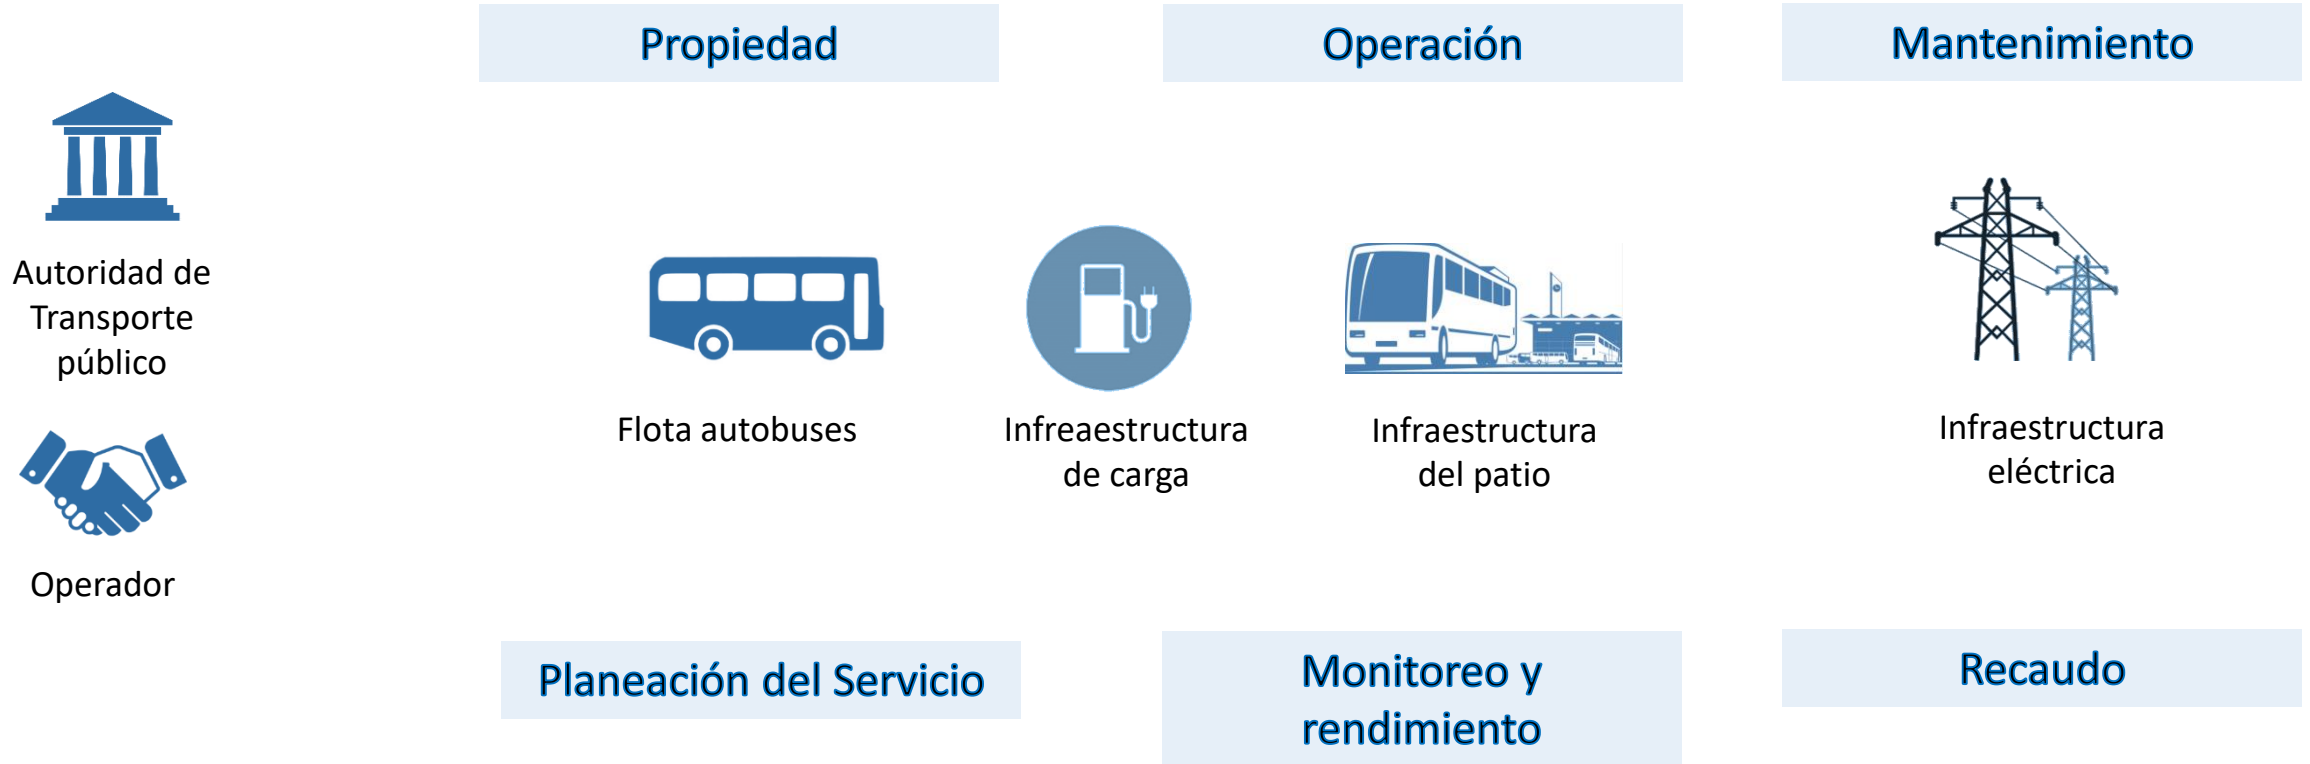 Propiedad
Operación
Mantenimiento
Autoridad de
Transporte
público
Operador
Flota autobuses
Infreaestructura
de carga
Infraestructura
del patio
Infraestructura
eléctrica
Planeación del Servicio
Monitoreo y
rendimiento
Recaudo